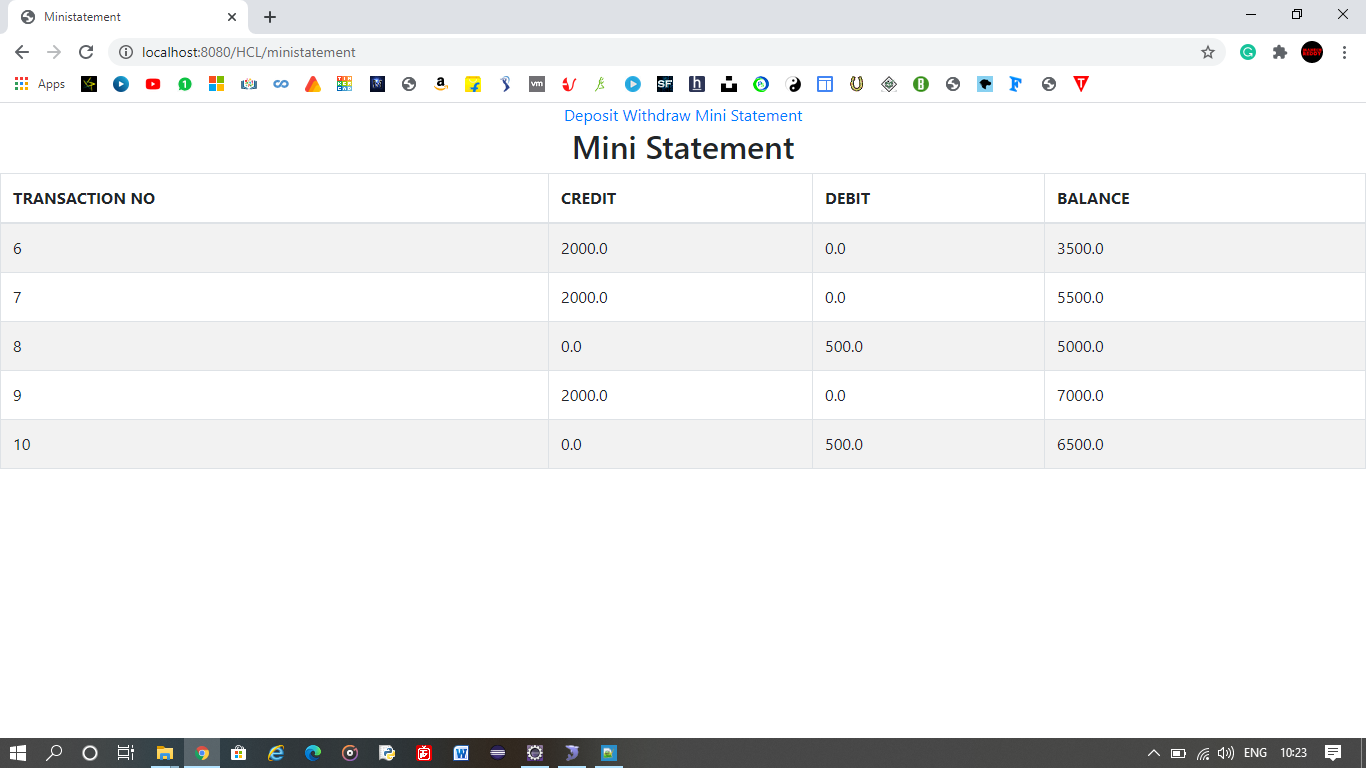 Ministatement
localhost:8080/HCL/ministatement
Apps
Deposit Withdraw Mini Statement
Mini Statement
TRANSACTION NO CREDIT DEBIT BALANCE
6 2000.0 0.0 3500.0
7 2000.0 0.0 5500.0
8 0.0 500.0 5000.0
9 2000.0 0.0 7000.0
10 0.0 500.0 6500.0
ENG 10:23